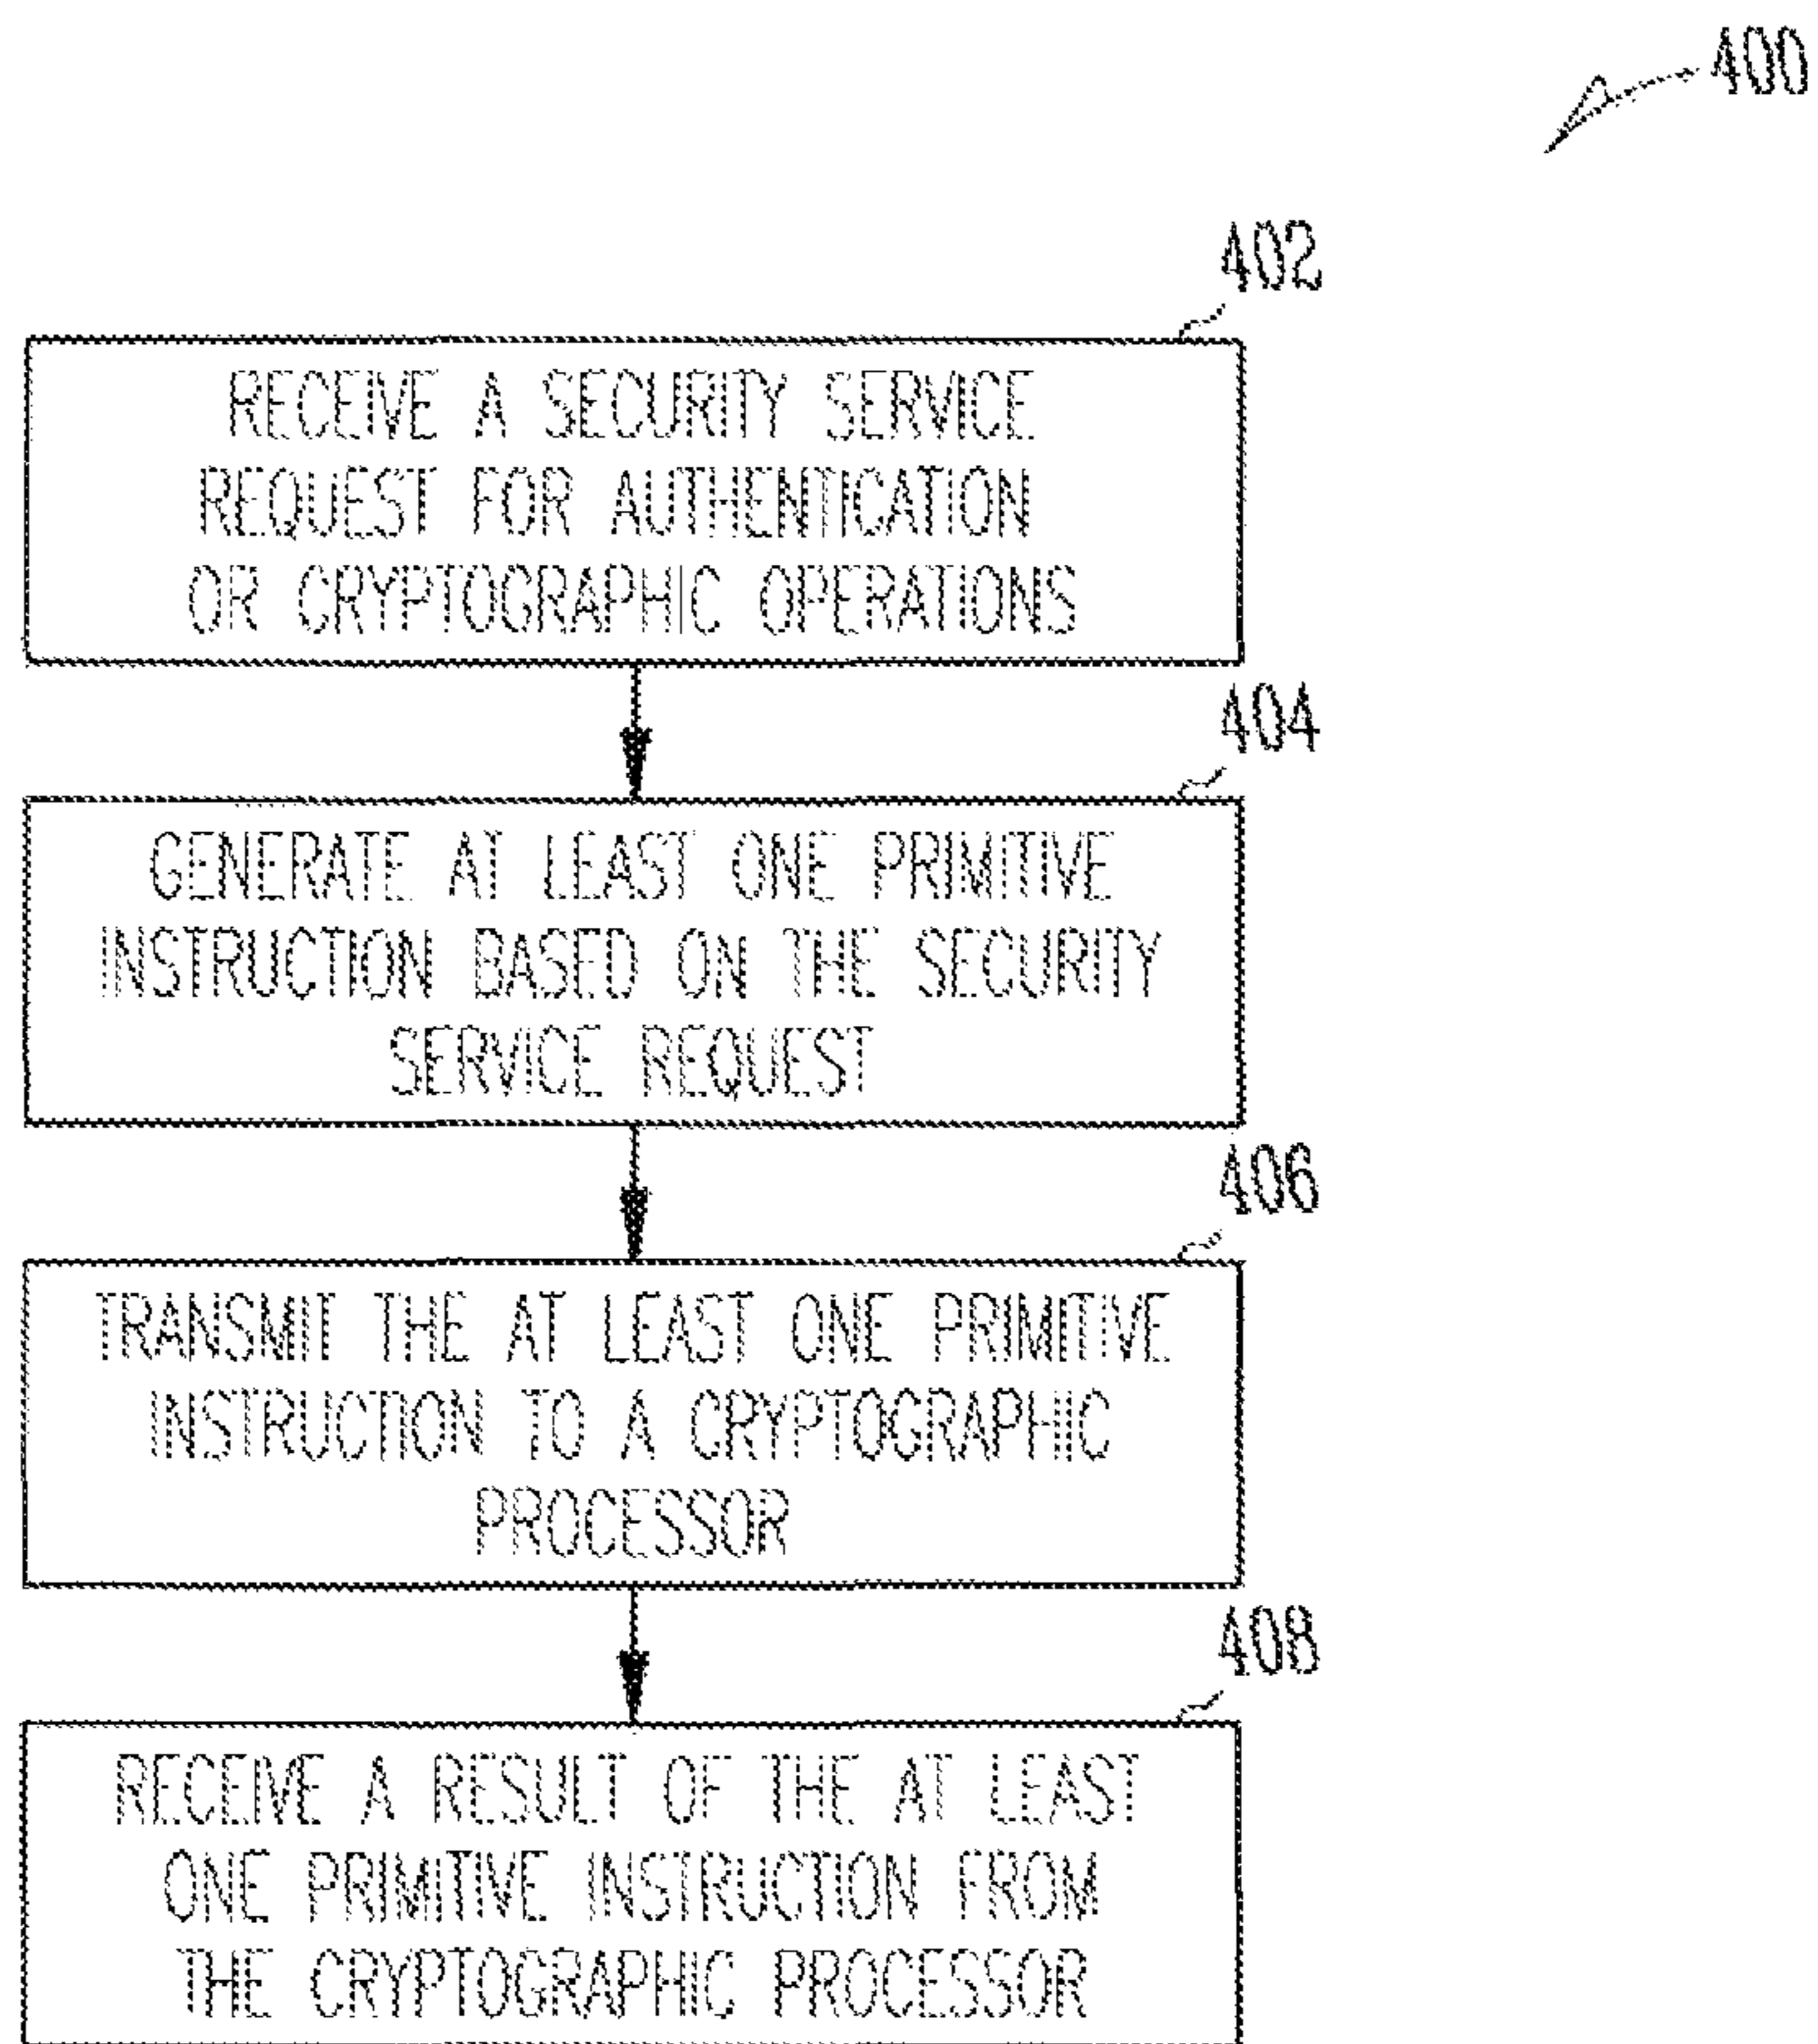 400
402
RECEIVE A SECURITY SERVICE
REQUEST FOR AUTHENTICATION
OR CRYPTOGRAPHIC OPERATIONS
404
GENERATE AT LEAST ONE PRIMITIVE
INSTRUCTION BASED ON THE SECURITY
SERVICE REQUEST
406
TRANSMIT THE AT LEAST ONE PRIMITIVE
INSTRUCTION TO A CRYPTOGRAPHIC
PROCESSOR
408
RECEIVE A RESULT OF THE AT LEAST
ONE PRIMITIVE INSTRUCTION FROM
THE CRYPTOGRAPHIC PROCESSOR